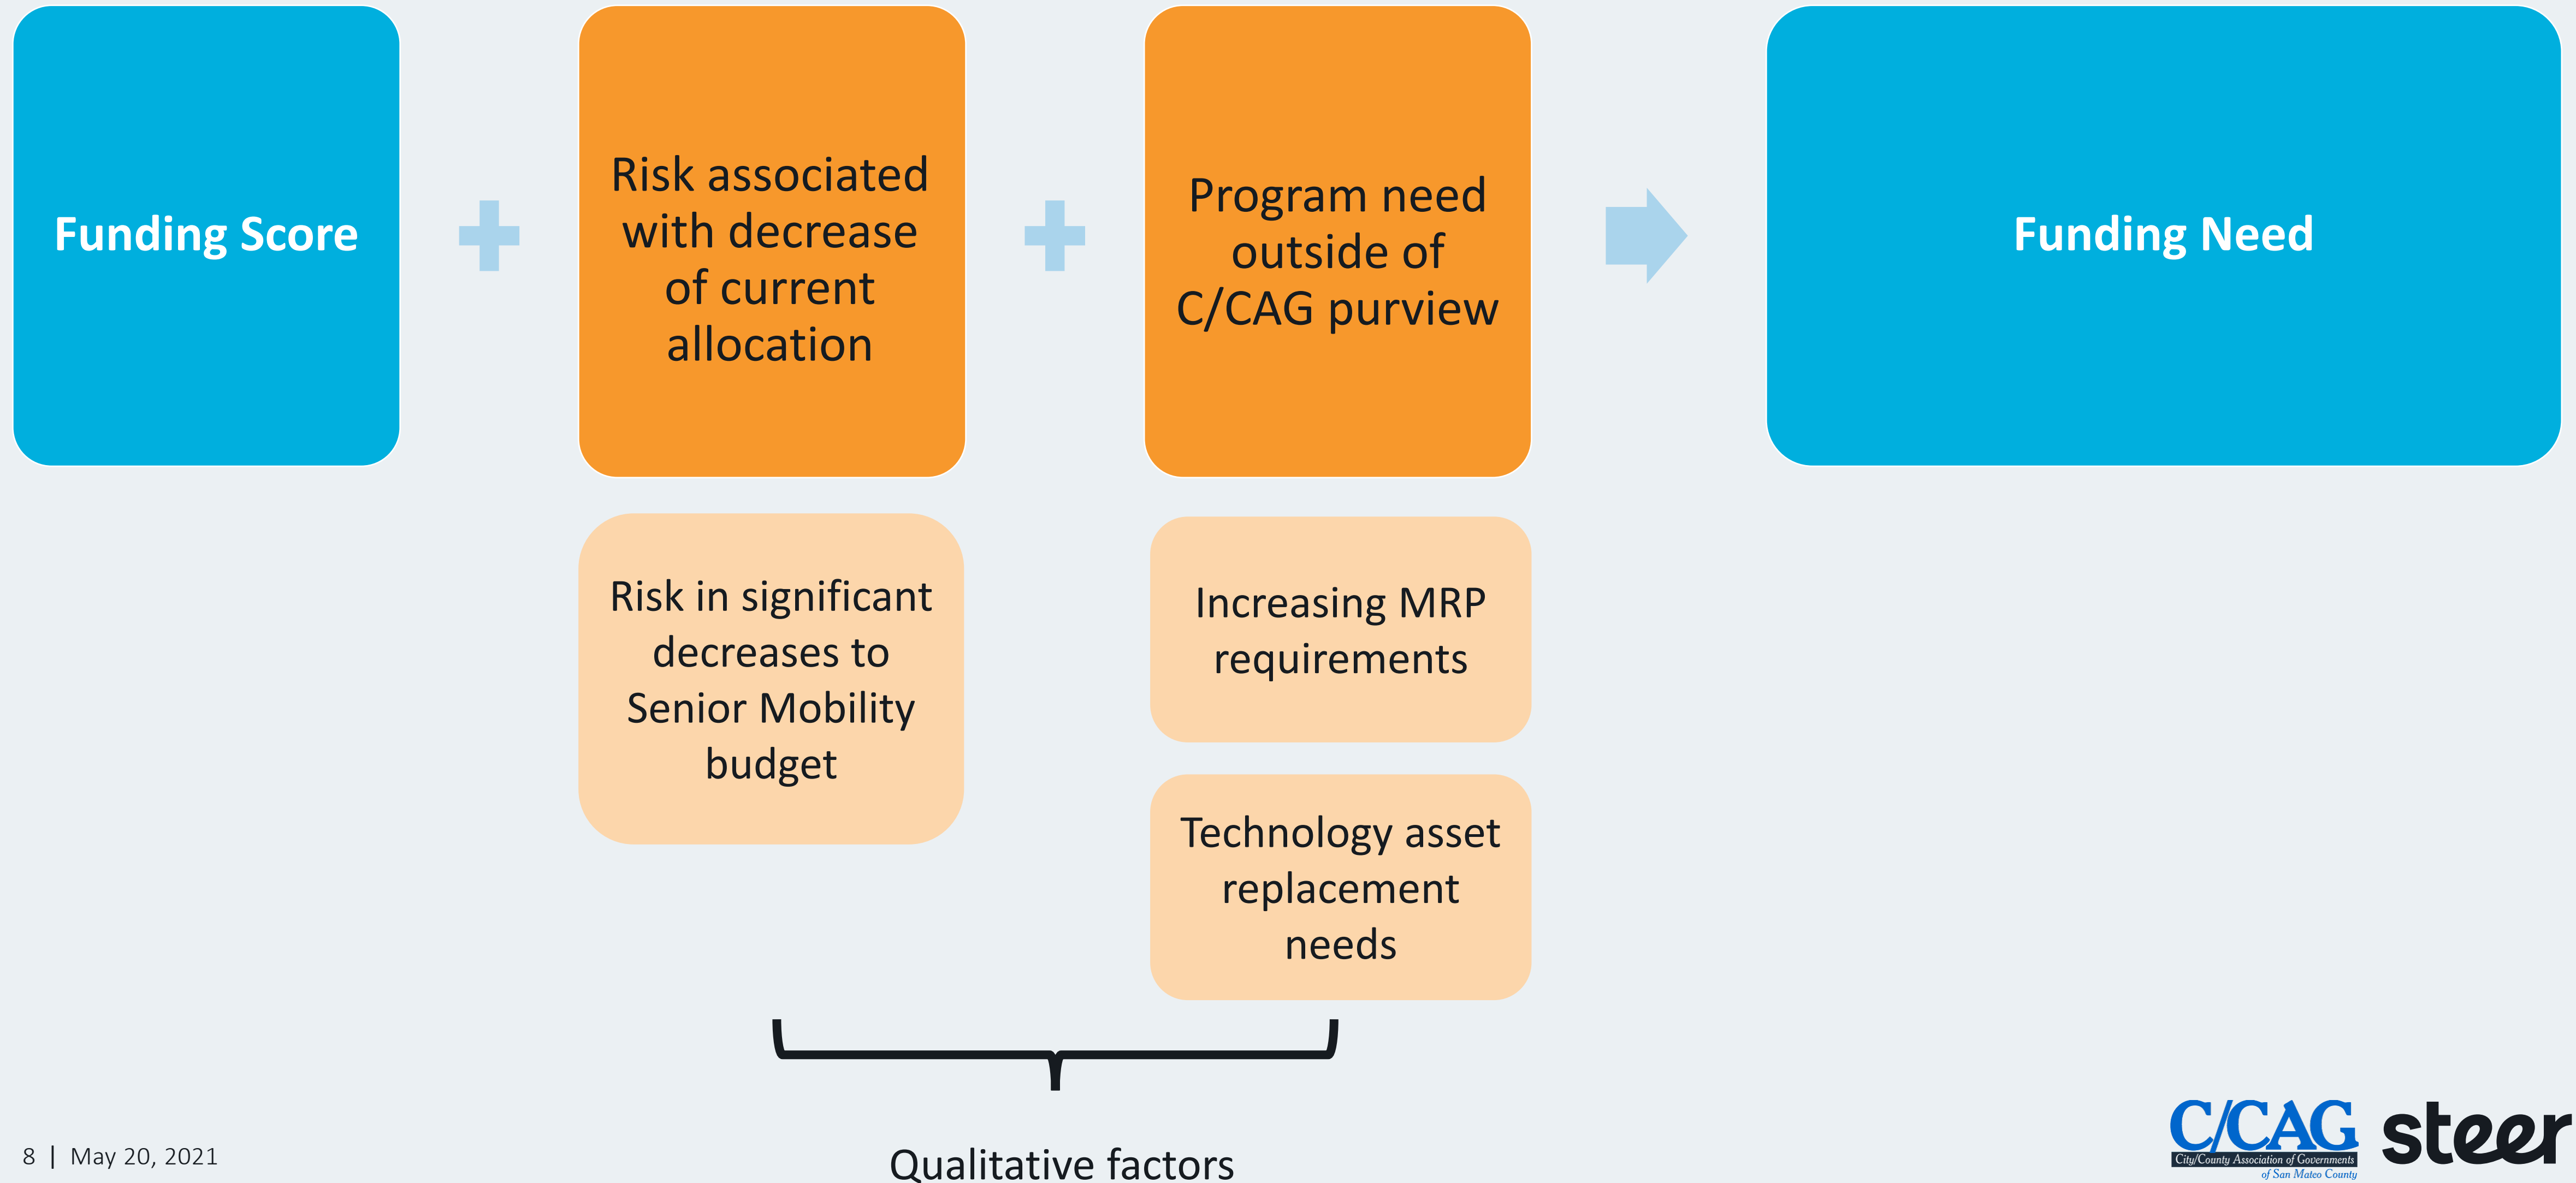 Funding Score
Risk associated
with decrease
of current
allocation
Program need
outside of
C/CAG purview
Funding Need
Risk in significant
decreases to
Senior Mobility
budget
Increasing MRP
requirements
Technology asset
replacement
needs
Qualitative factors
8 | May 20, 2021
C/CAG
City/County Association of Governments
of San Mateo County
steer